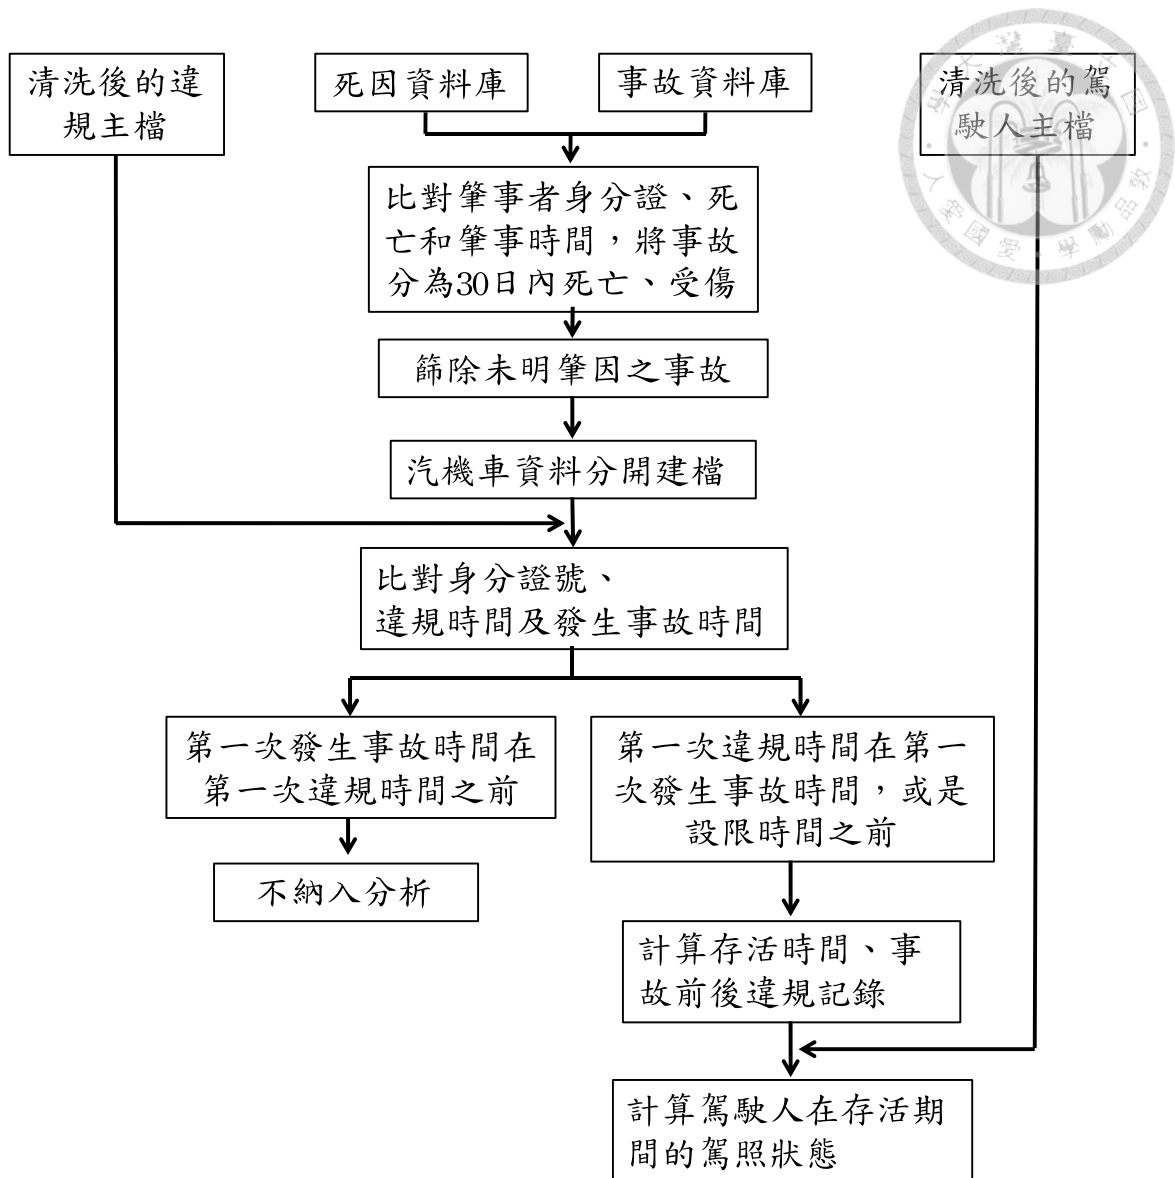 清洗後的違
規主檔
死因資料庫
事故資料庫
清洗後的駕
駛人主檔
比對肇事者身分證、死
亡和肇事時間，將事故
分為30日內死亡、受傷
篩除未明肇因之事故
汽機車資料分開建檔
比對身分證號、
違規時間及發生事故時間
第一次發生事故時間在
第一次違規時間之前
第一次違規時間在第一
次發生事故時間，或是
設限時間之前
不納入分析
計算存活時間、事
故前後違規記錄
計算駕駛人在存活期
間的駕照狀態